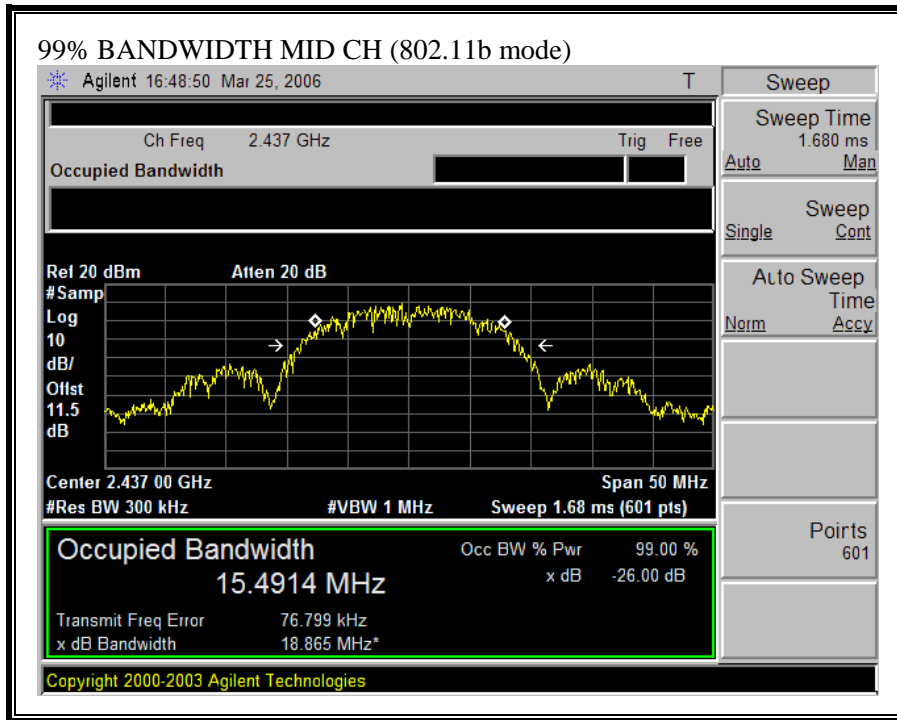 99% BANDWIDTH MID CH (802.11b mode)
Agilent 16:48:50 Mar 25, 2006 T
Ch Freq 2.437 GHz Trig Free
Occupied Bandwidth
Ref 20 dBm Atten 20 dB
#Samp
Log
10
dB/
Offst
11.5
dB
Center 2.437 00 GHz Span 50 MHz
#Res BW 300 kHz #VBW 1 MHz Sweep 1.68 ms (601 pts)
Occupied Bandwidth Occ BW % Pwr 99.00 %
15.4914 MHz x dB -26.00 dB
Transmit Freq Error 76.799 kHz
x dB Bandwidth 18.865 MHz*
Copyright 2000-2003 Agilent Technologies
Sweep
Sweep Time
1.680 ms
Auto Man
Sweep
Single Cont
Auto Sweep
Time
Norm Accy
Points
601